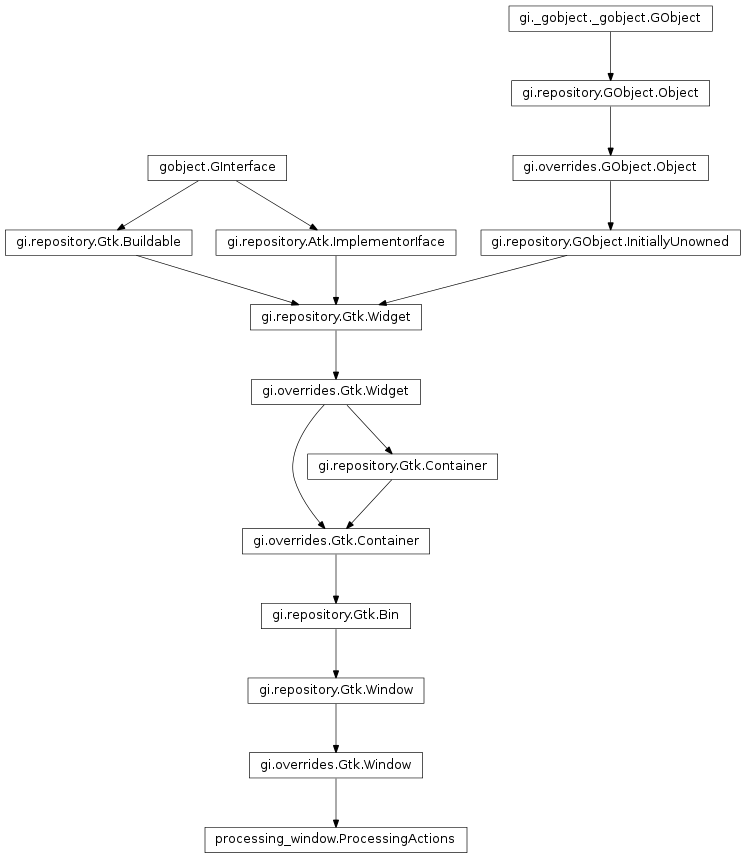 gi._gobject._gobject.GObject
gi.repository.GObject.Object
gobject.GInterface
gi.overrides.GObject.Object
gi.repository.Gtk.Buildable
gi.repository.Atk.ImplementorIface
gi.repository.GObject.InitiallyUnowned
gi.repository.Gtk.Widget
gi.overrides.Gtk.Widget
gi.repository.Gtk.Container
gi.overrides.Gtk.Container
gi.repository.Gtk.Bin
gi.repository.Gtk.Window
gi.overrides.Gtk.Window
processing_window.ProcessingActions